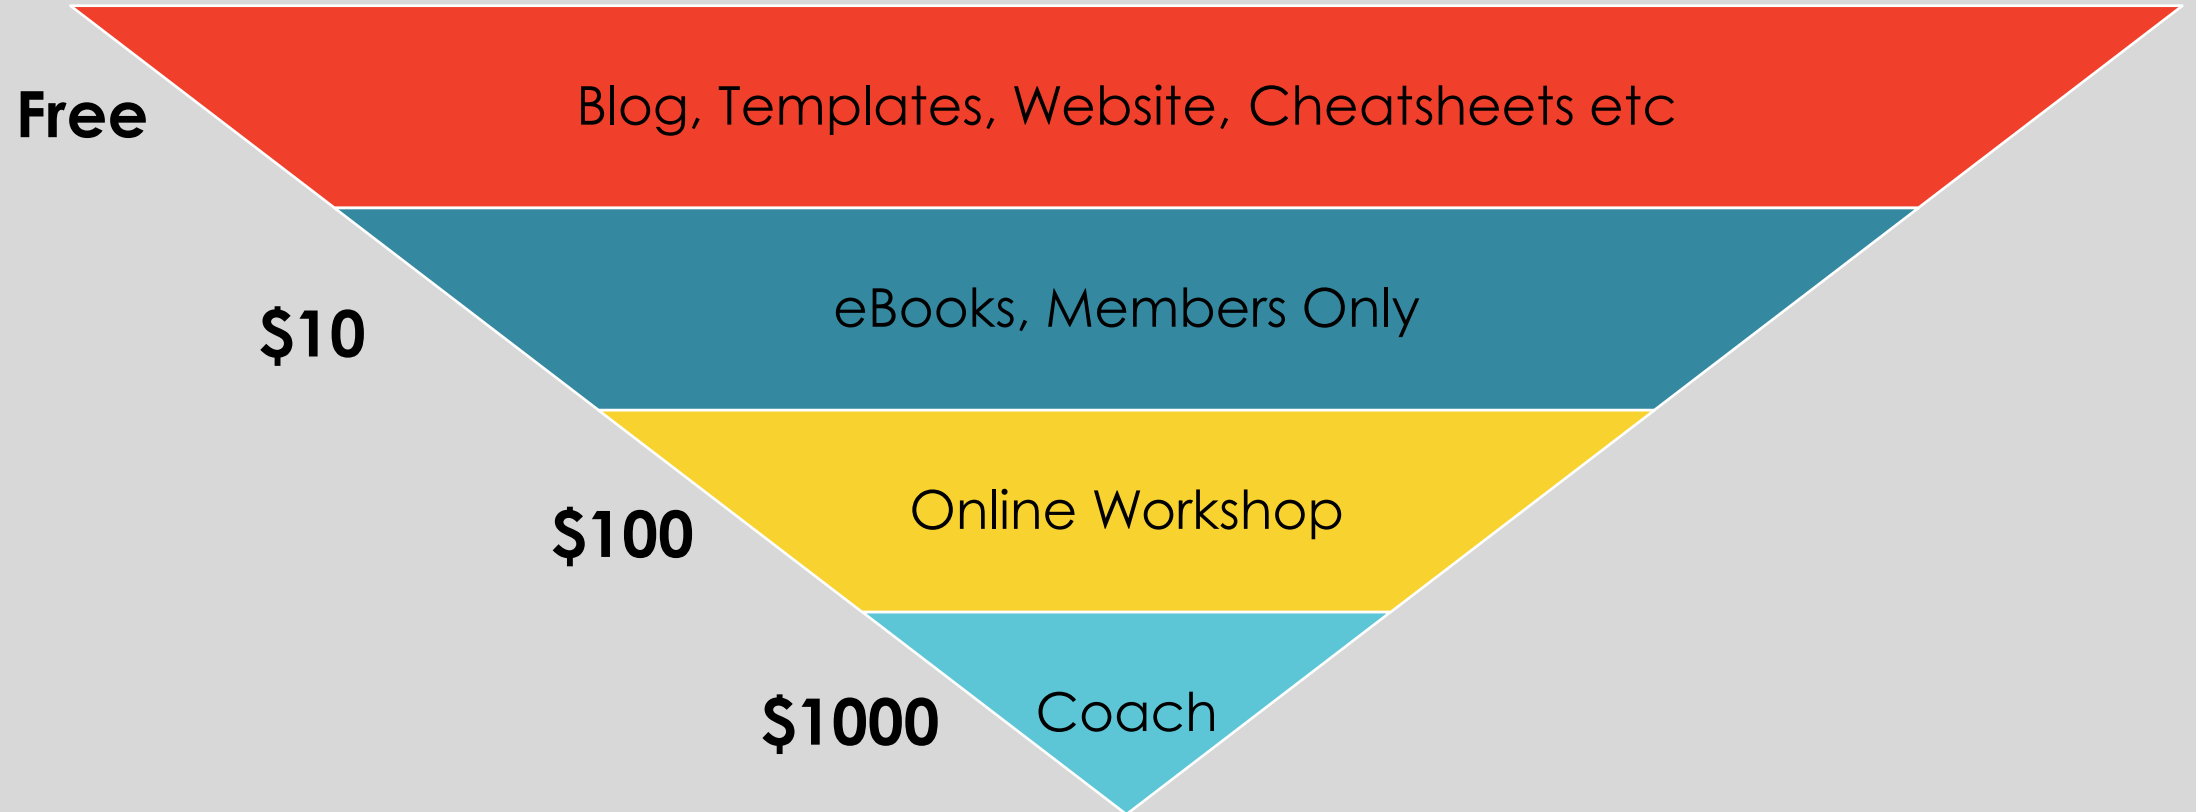 Free
Blog, Templates, Website, Cheatsheets etc
$10
eBooks, Members Only
$100
Online Workshop
$1000
Coach